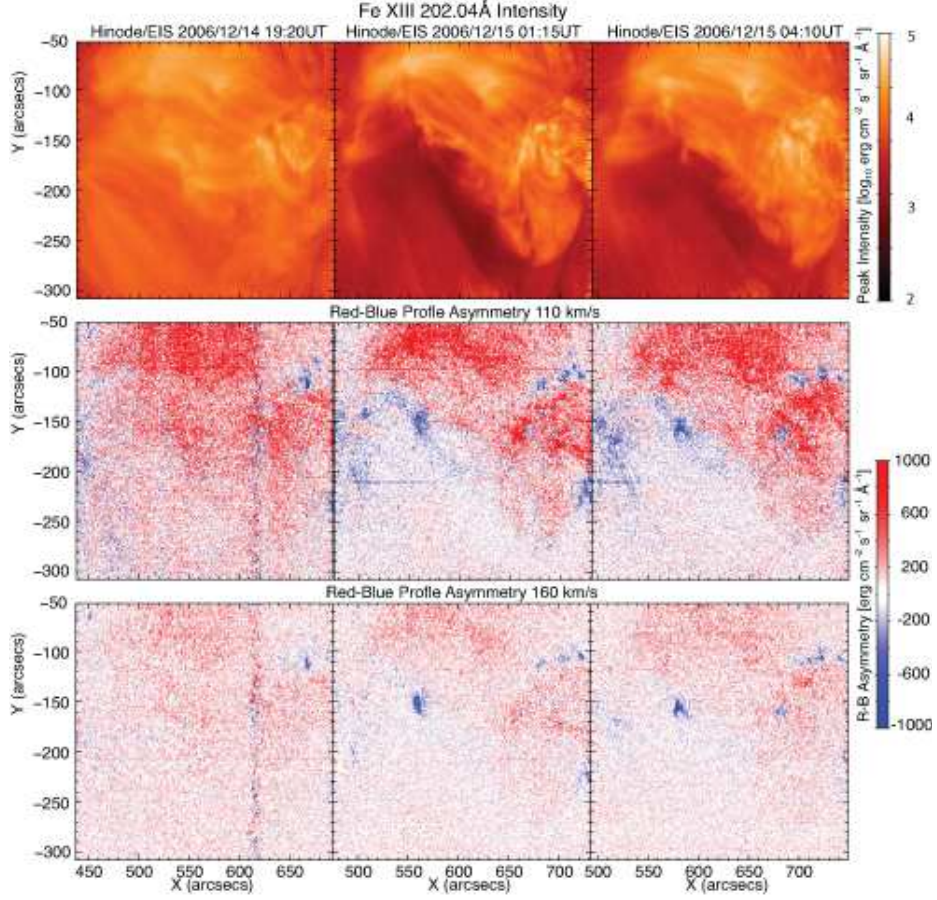 Fe XIII 202.04Å Intensity
Hinode/EIS 2006/12/14 19:20UT Hinode/EIS 2006/12/15 01:15UT Hinode/EIS 2006/12/15 04:10UT
-50
-100
-150
-200
-250
-300
Y (arcsecs)
5
4
3
2
Peak Intensity [log₁₀ erg cm⁻² s⁻¹ sr⁻¹ Å⁻¹]
Red-Blue Profle Asymmetry 110 km/s
-50
-100
-150
-200
-250
-300
Y (arcsecs)
Red-Blue Profle Asymmetry 160 km/s
-50
-100
-150
-200
-250
-300
Y (arcsecs)
1000
600
200
-200
-600
-1000
R-B Asymmetry [erg cm⁻² s⁻¹ sr⁻¹ Å⁻¹]
450 500 550 600 650 500 550 600 650 700 500 550 600 650 700
X (arcsecs) X (arcsecs) X (arcsecs)